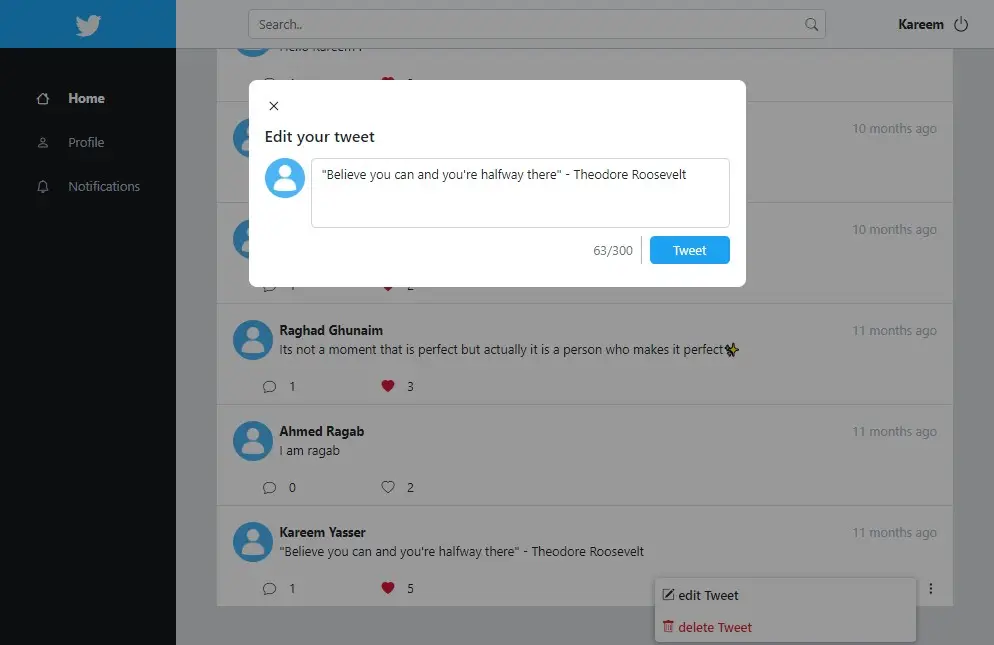 Search..
Kareem
Home
Profile
Notifications
Hello Kareem !
10 months ago
Edit your tweet
"Believe you can and you're halfway there" - Theodore Roosevelt
63/300
Tweet
10 months ago
1
2
Raghad Ghunaim
11 months ago
Its not a moment that is perfect but actually it is a person who makes it perfect✨
1
3
Ahmed Ragab
11 months ago
I am ragab
0
2
Kareem Yasser
11 months ago
"Believe you can and you're halfway there" - Theodore Roosevelt
1
5
edit Tweet
delete Tweet